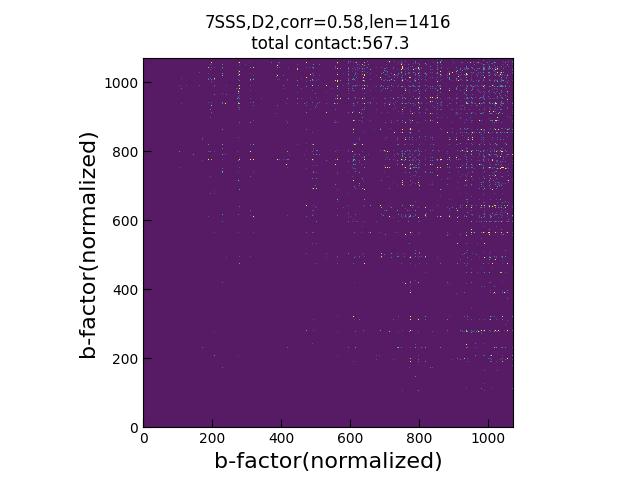 7SSS,D2,corr=0.58,len=1416
total contact:567.3
1000
800
600
400
200
0
b-factor(normalized)
0 200 400 600 800 1000
b-factor(normalized)